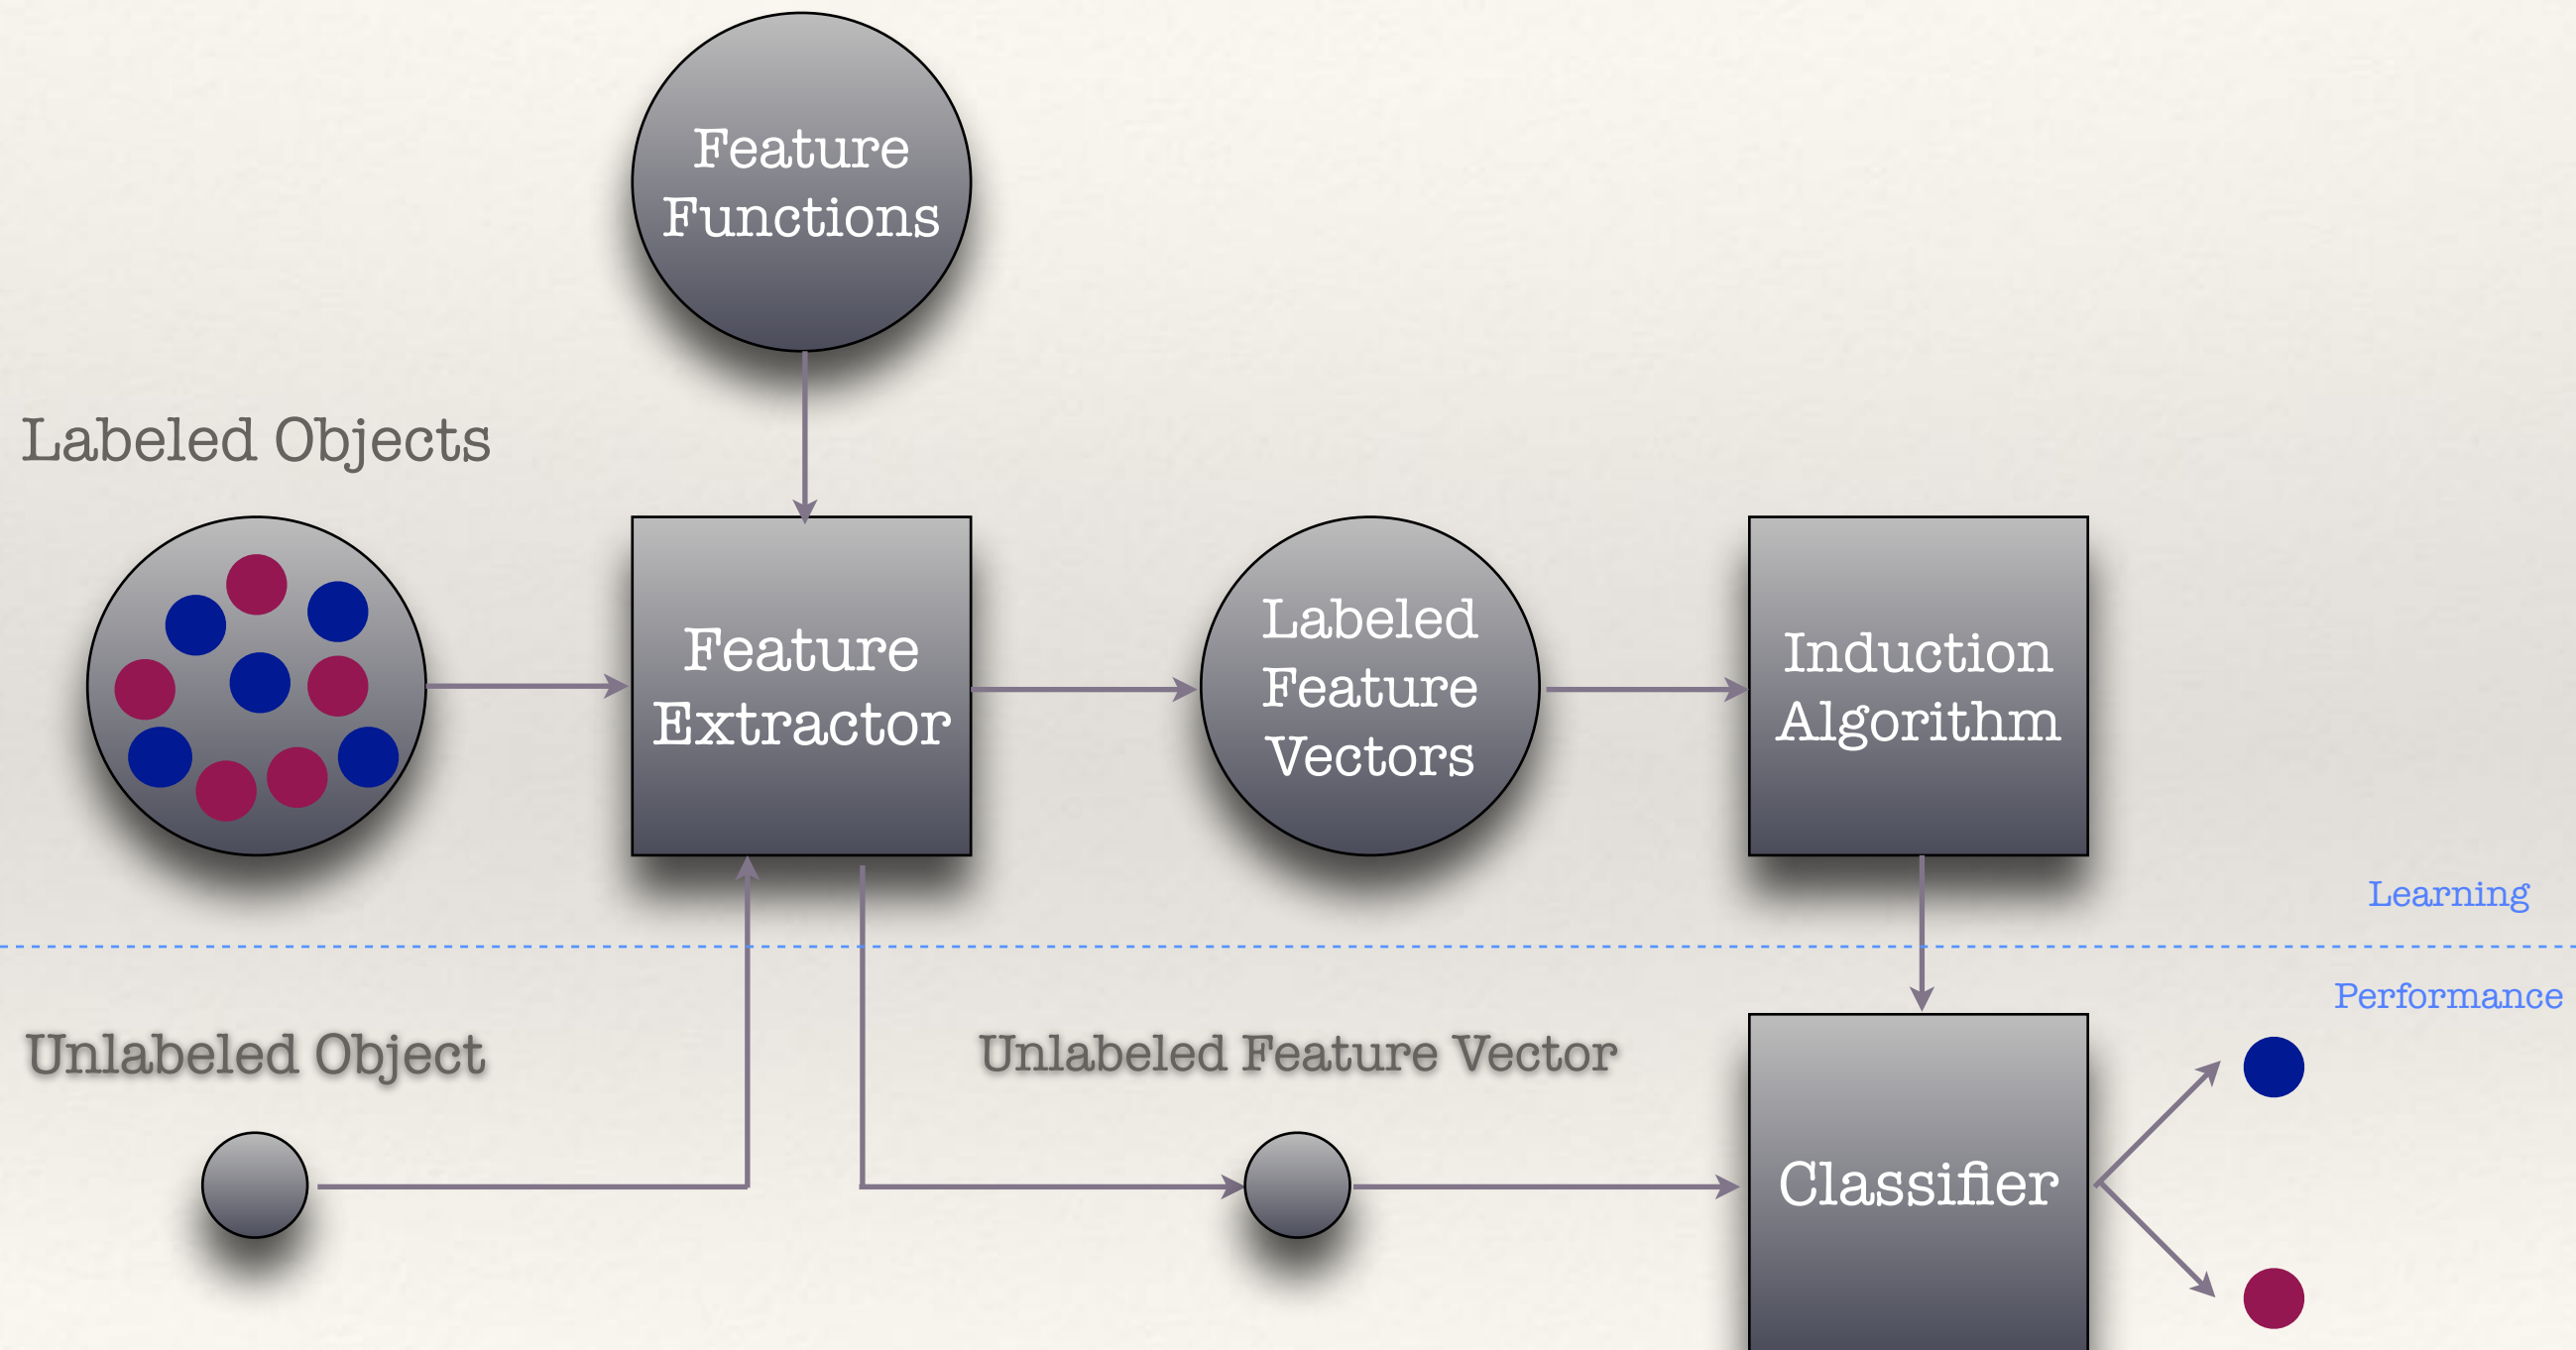 Feature
Functions
Labeled Objects
Feature
Extractor
Labeled
Feature
Vectors
Induction
Algorithm
Learning
Performance
Unlabeled Object
Unlabeled Feature Vector
Classifier